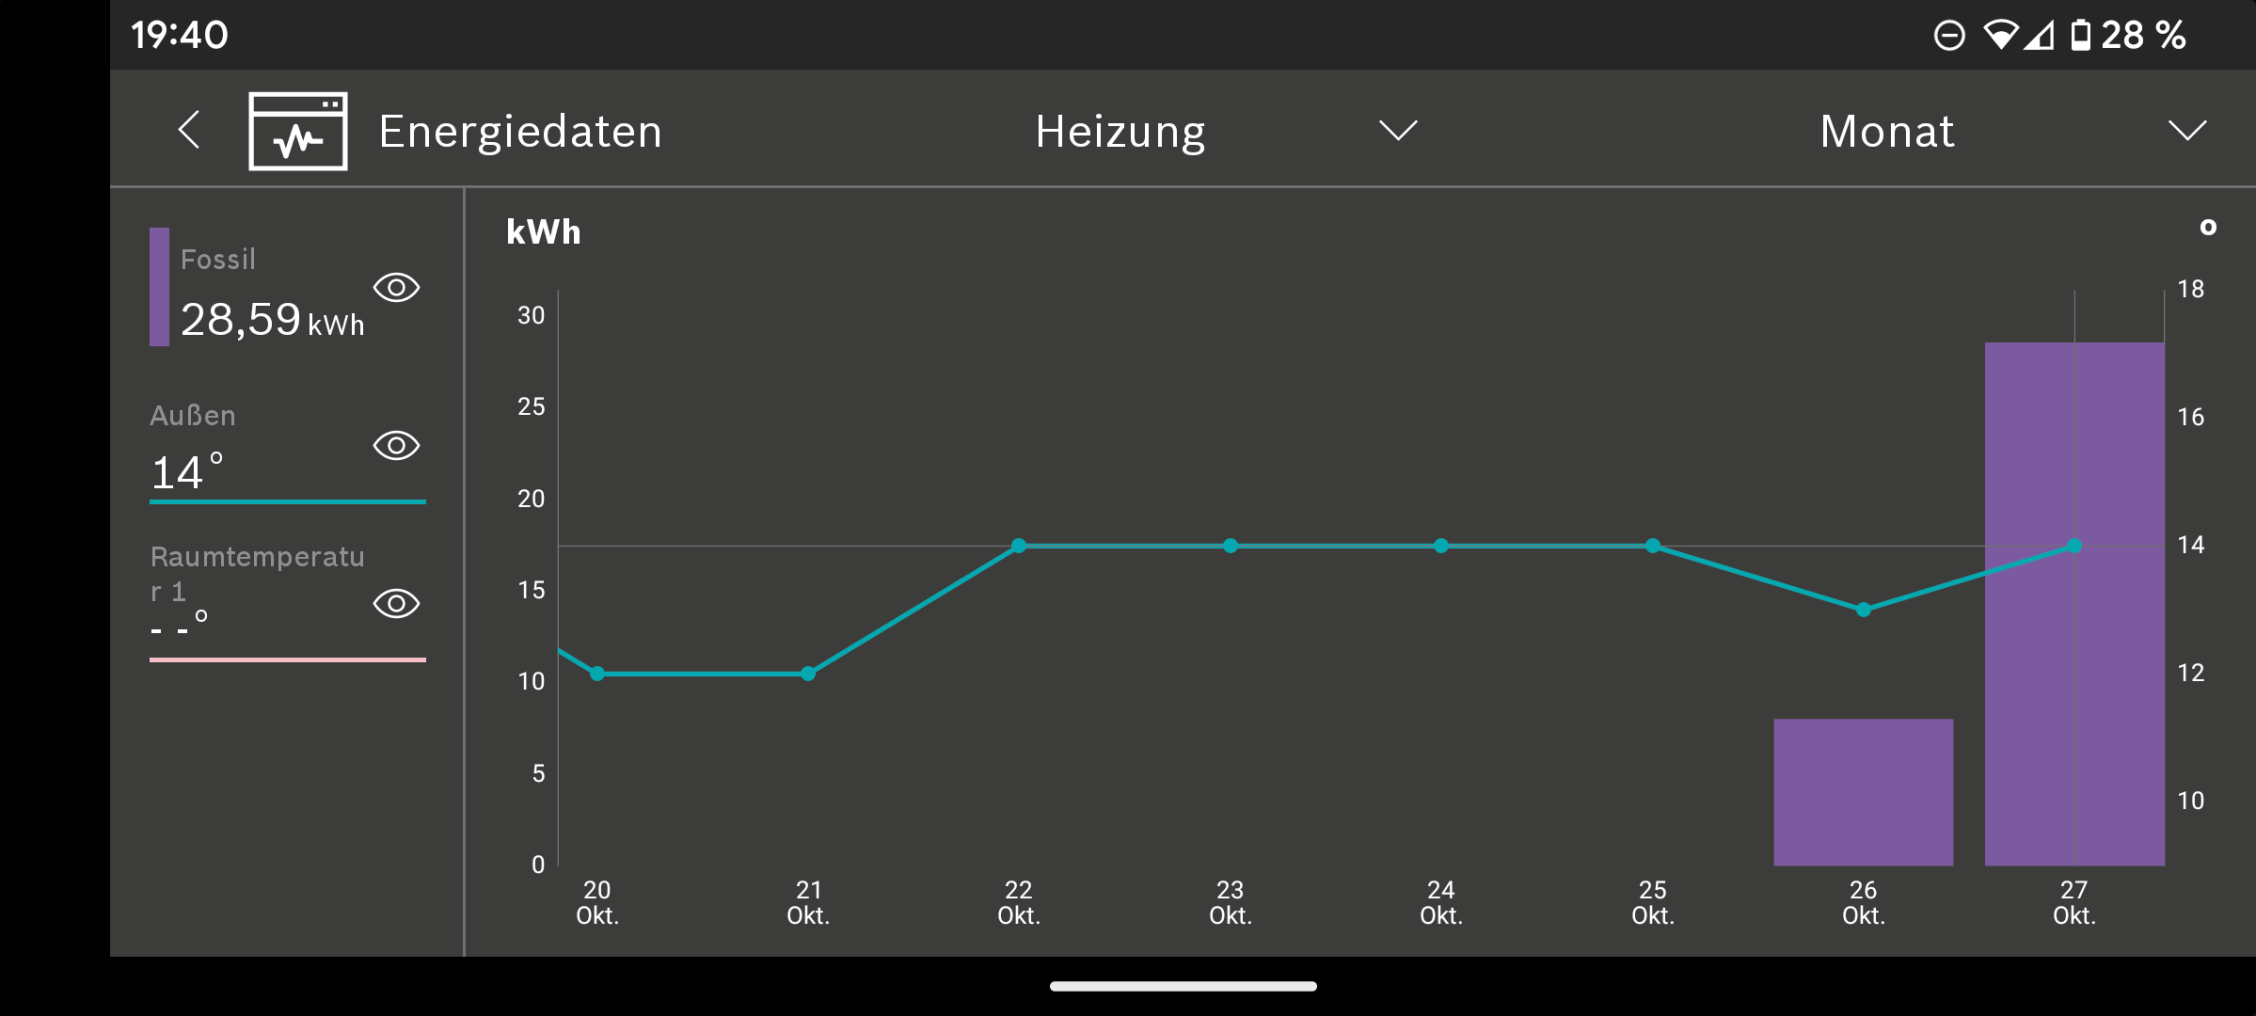 19:40
28 %
Energiedaten
Heizung
Monat
Fossil
28,59 kWh
Außen
14°
Raumtemperatu
r 1
- -°
kWh
°
30
25
20
15
10
5
0
18
16
14
12
10
20
Okt.
21
Okt.
22
Okt.
23
Okt.
24
Okt.
25
Okt.
26
Okt.
27
Okt.